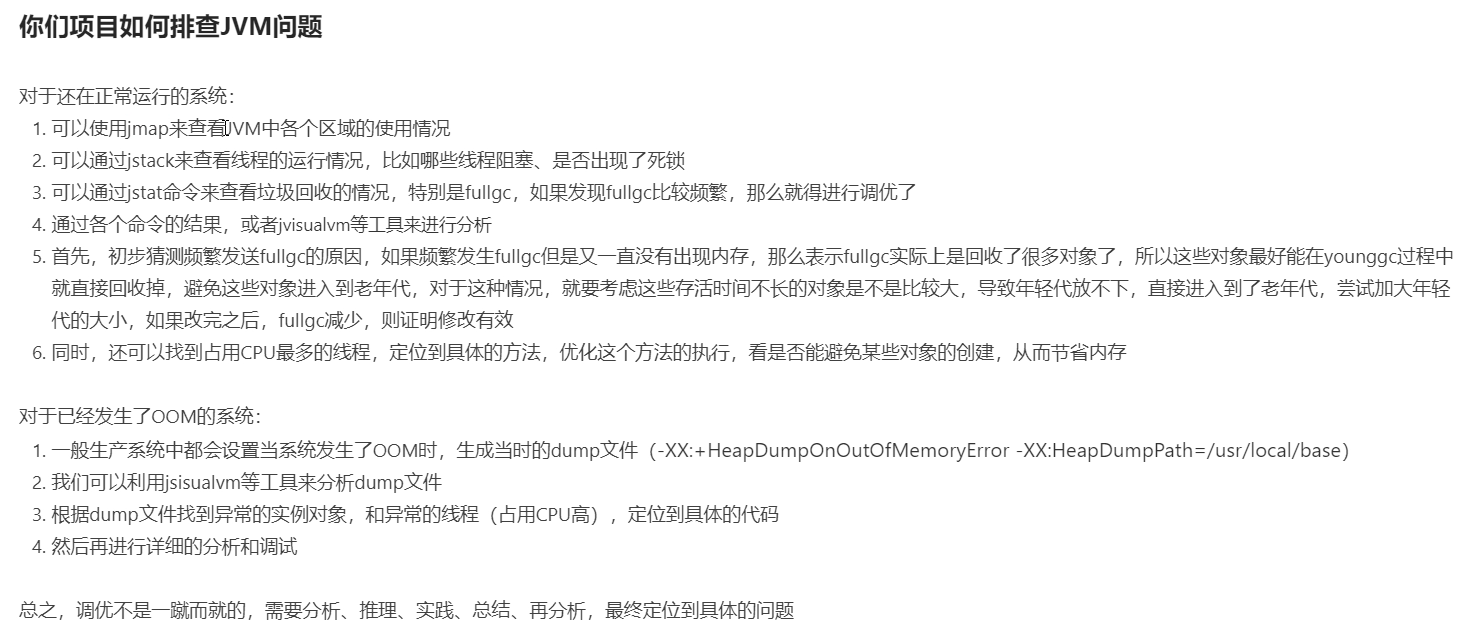 你们项目如何排查JVM问题
对于还在正常运行的系统：
1. 可以使用jmap来查看JVM中各个区域的使用情况
2. 可以通过jstack来查看线程的运行情况，比如哪些线程阻塞、是否出现了死锁
3. 可以通过jstat命令来查看垃圾回收的情况，特别是fullgc，如果发现fullgc比较频繁，那么就得进行调优了
4. 通过各个命令的结果，或者jvisualvm等工具来进行分析
5. 首先，初步猜测频繁发送fullgc的原因，如果频繁发生fullgc但是又一直没有出现内存，那么表示fullgc实际上是回收了很多对象了，所以这些对象最好能在younggc过程中
就直接回收掉，避免这些对象进入到老年代，对于这种情况，就要考虑这些存活时间不长的对象是不是比较大，导致年轻代放不下，直接进入到了老年代，尝试加大年轻
代的大小，如果改完之后，fullgc减少，则证明修改有效
6. 同时，还可以找到占用CPU最多的线程，定位到具体的方法，优化这个方法的执行，看是否能避免某些对象的创建，从而节省内存
对于已经发生了OOM的系统：
1. 一般生产系统中都会设置当系统发生了OOM时，生成当时的dump文件（-XX:+HeapDumpOnOutOfMemoryError -XX:HeapDumpPath=/usr/local/base）
2. 我们可以利用jsisualvm等工具来分析dump文件
3. 根据dump文件找到异常的实例对象，和异常的线程（占用CPU高），定位到具体的代码
4. 然后再进行详细的分析和调试
总之，调优不是一蹴而就的，需要分析、推理、实践、总结、再分析，最终定位到具体的问题